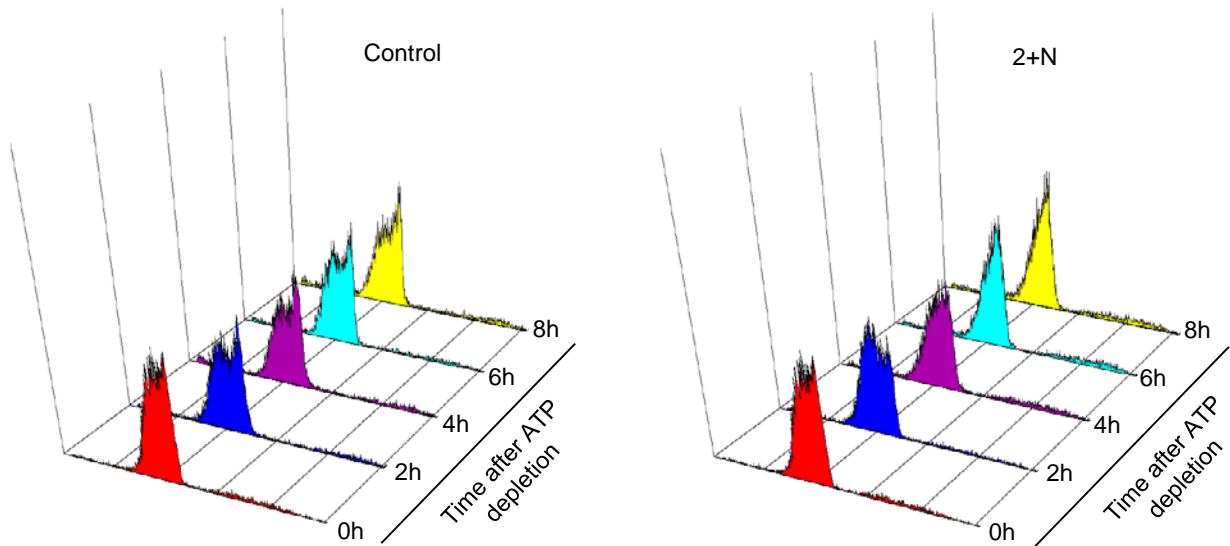 Control
8h
6h
4h
2h
0h
Time after ATP
depletion
2+N
8h
6h
4h
2h
0h
Time after ATP
depletion